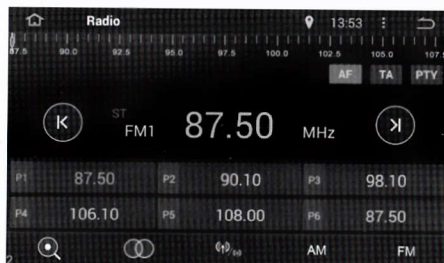 Radio 13:53
87.5 90.0 92.5 95.0 97.5 100.0 102.5 105.0 107.
AF TA PTY
ST
FM1 87.50 MHz
P1 87.50 P2 90.10 P3 98.10
P4 106.10 P5 108.00 P6 87.50
AM FM
2